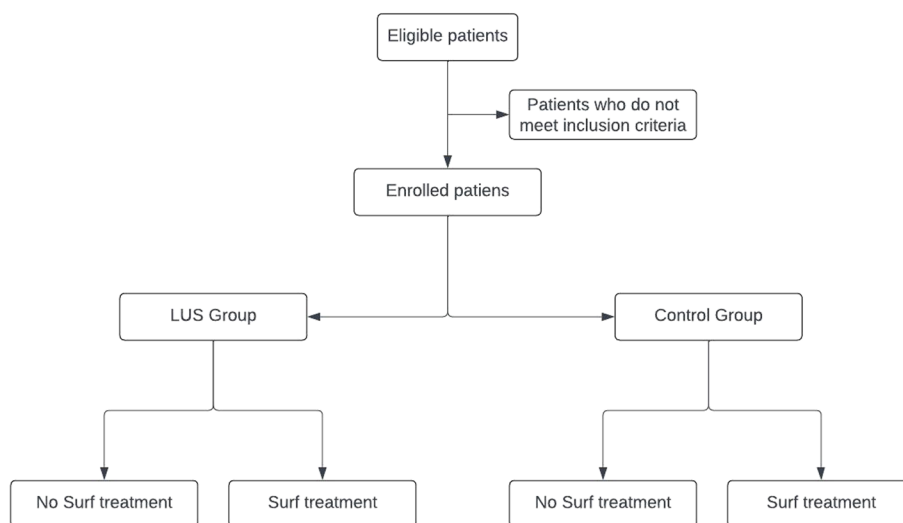 Eligible patients
Patients who do not
meet inclusion criteria
Enrolled patiens
LUS Group
Control Group
No Surf treatment
Surf treatment
No Surf treatment
Surf treatment